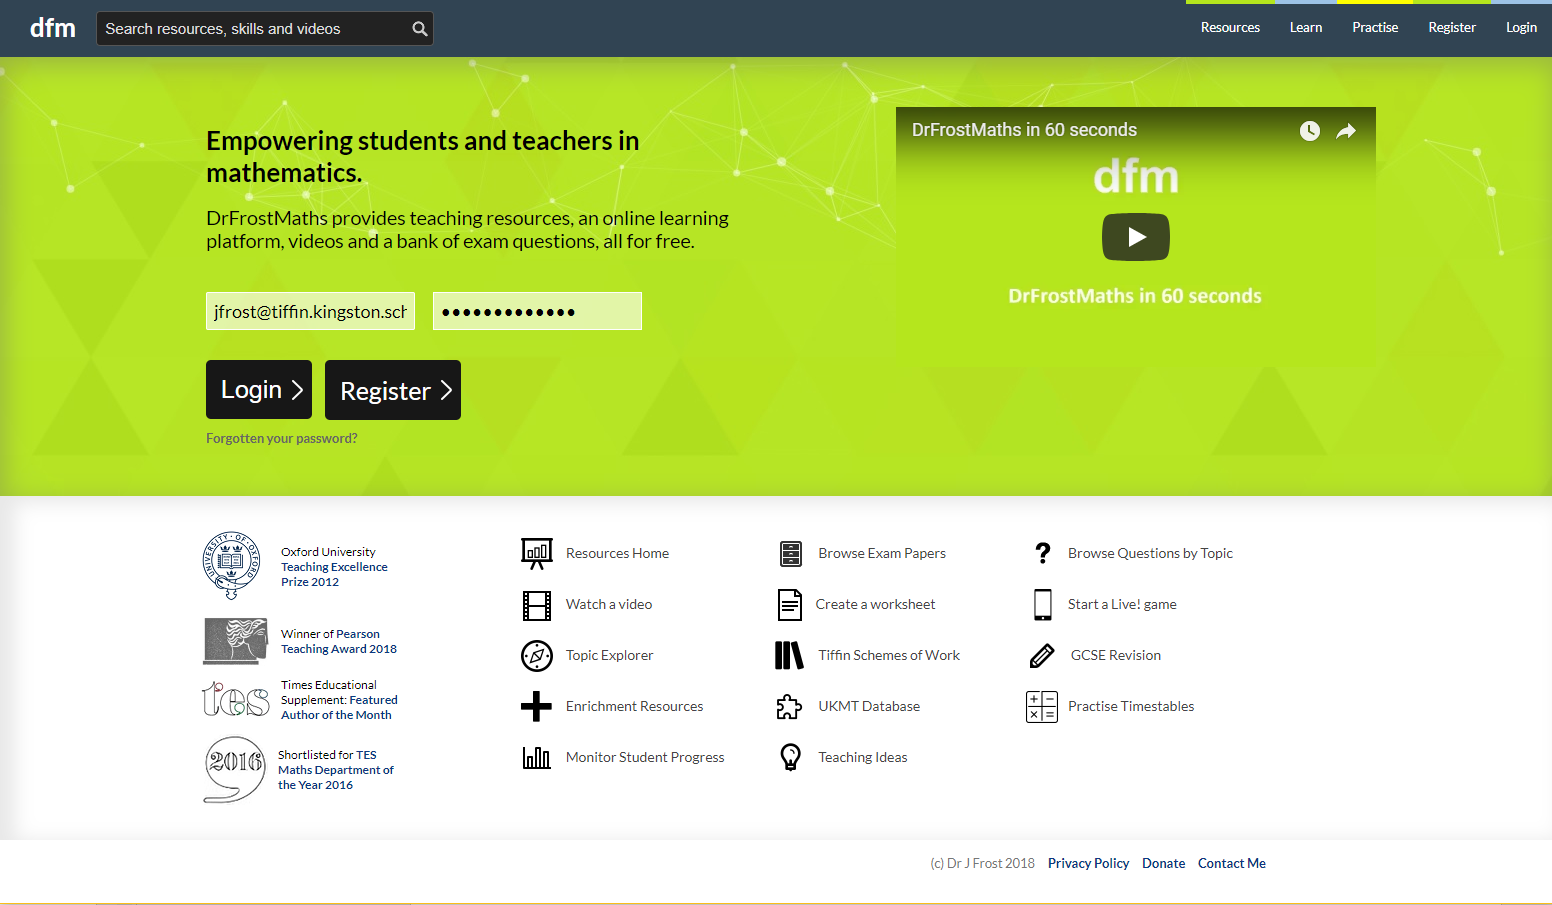 dfm
Search resources, skills and videos
Resources
Learn
Practise
Register
Login
Empowering students and teachers in
mathematics.
DrFrostMaths provides teaching resources, an online learning
platform, videos and a bank of exam questions, all for free.
jfrost@tiffin.kingston.sch
Login
Register
Forgotten your password?
DrFrostMaths in 60 seconds
dfm
DrFrostMaths in 60 seconds
UNIVERSITY · OF · OXFORD
Oxford University
Teaching Excellence
Prize 2012
Winner of Pearson
Teaching Award 2018
tes
Times Educational
Supplement: Featured
Author of the Month
2016
Shortlisted for TES
Maths Department of
the Year 2016
Resources Home
Watch a video
Topic Explorer
Enrichment Resources
Monitor Student Progress
Browse Exam Papers
Create a worksheet
Tiffin Schemes of Work
UKMT Database
Teaching Ideas
Browse Questions by Topic
Start a Live! game
GCSE Revision
Practise Timestables
(c) Dr J Frost 2018
Privacy Policy
Donate
Contact Me